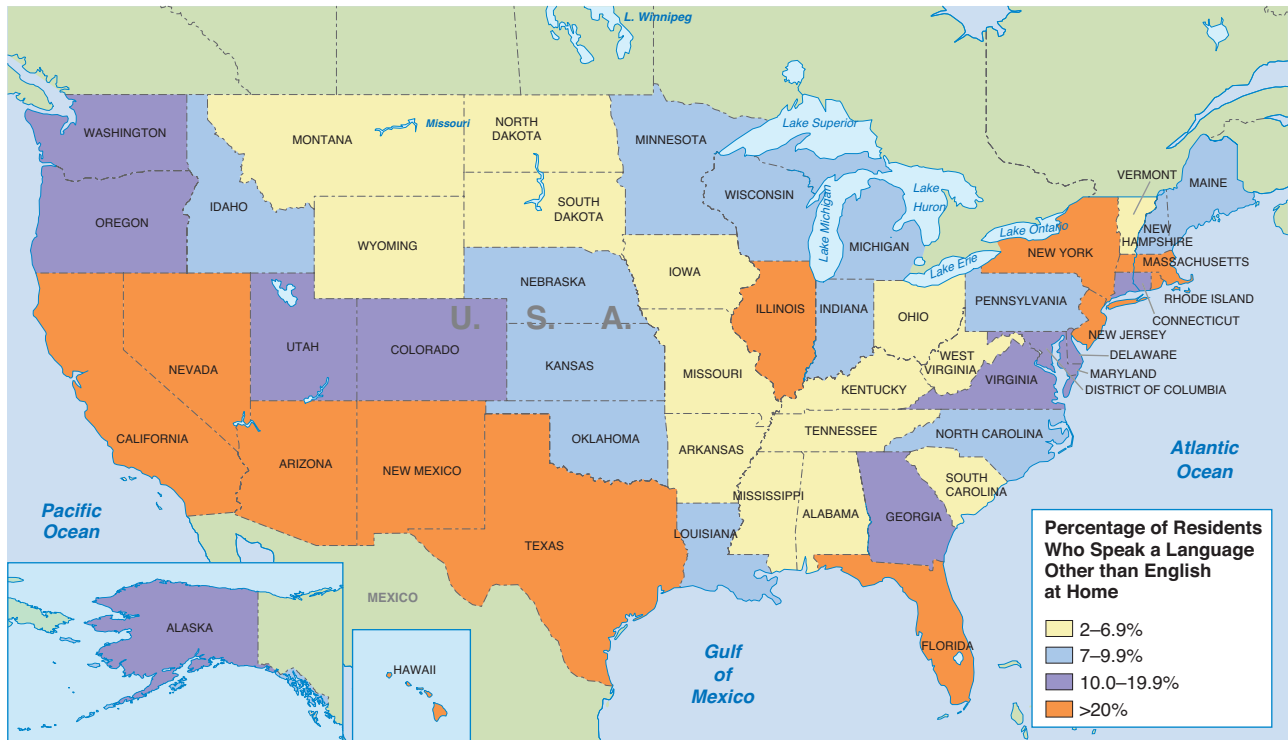 L. Winnipeg
WASHINGTON
MONTANA
Missouri
NORTH
DAKOTA
MINNESOTA
Lake Superior
VERMONT
MAINE
OREGON
IDAHO
SOUTH
DAKOTA
WISCONSIN
Lake Michigan
Lake
Huron
MICHIGAN
Lake Ontario
NEW
HAMPSHIRE
WYOMING
NEW YORK
MASSACHUSETTS
IOWA
Lake Erie
NEBRASKA
RHODE ISLAND
PENNSYLVANIA
CONNECTICUT
U. S. A.
ILLINOIS
INDIANA
OHIO
NEW JERSEY
UTAH
COLORADO
DELAWARE
NEVADA
KANSAS
MISSOURI
WEST
VIRGINIA
VIRGINIA
MARYLAND
KENTUCKY
DISTRICT OF COLUMBIA
CALIFORNIA
TENNESSEE
NORTH CAROLINA
OKLAHOMA
ARKANSAS
ARIZONA
NEW MEXICO
SOUTH
CAROLINA
Atlantic
Ocean
MISSISSIPPI
ALABAMA
GEORGIA
Pacific
Ocean
LOUISIANA
TEXAS
MEXICO
ALASKA
HAWAII
Gulf
of
Mexico
FLORIDA
Percentage of Residents
Who Speak a Language
Other than English
at Home
2–6.9%
7–9.9%
10.0–19.9%
>20%